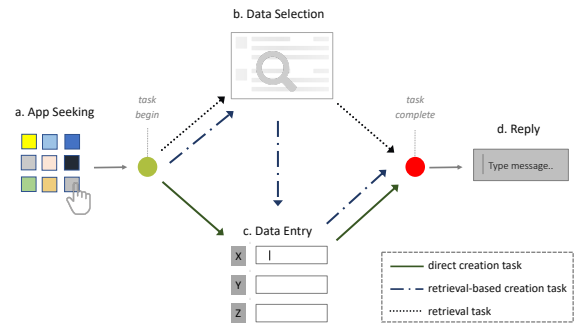 b. Data Selection
task
begin
task
complete
a. App Seeking
d. Reply
Type message..
c. Data Entry
X
Y
Z
direct creation task
retrieval-based creation task
retrieval task